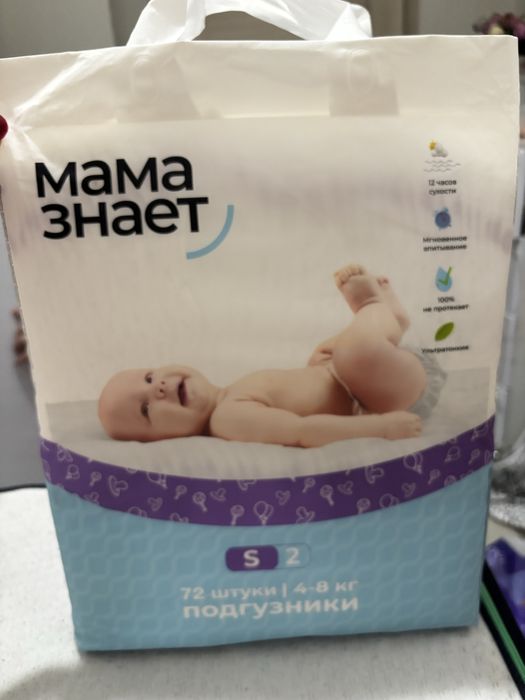 мама
знает
12 часов
сухости
Мгновенное
впитывание
100%
не протекает
Ультратонкие
S 2
72 штуки | 4-8 кг
подгузники